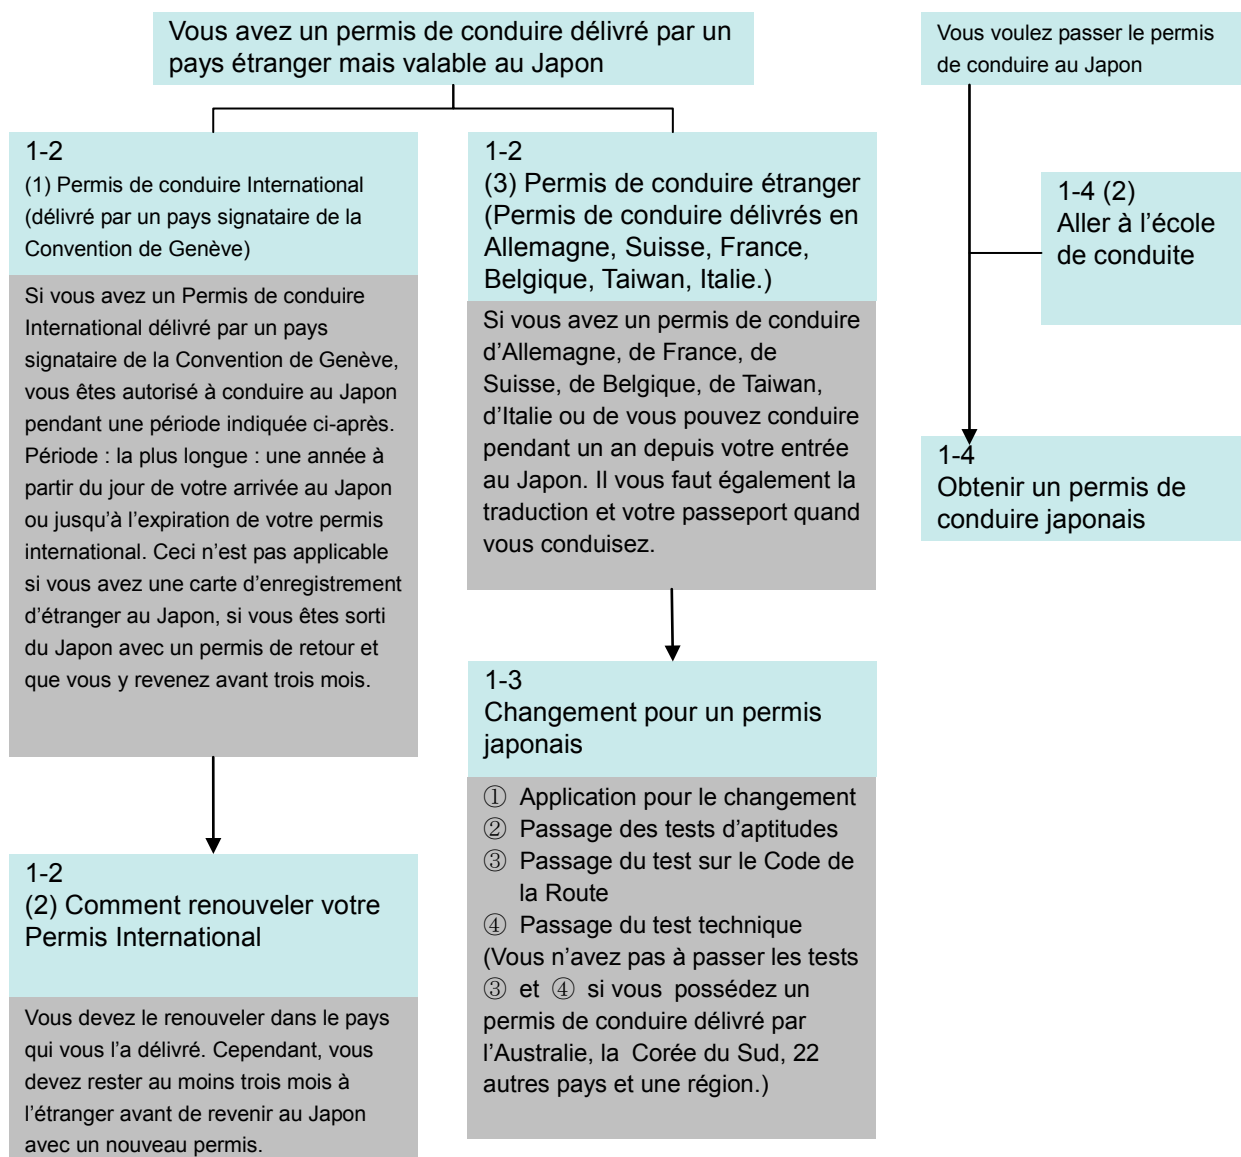 Vous avez un permis de conduire délivré par un
pays étranger mais valable au Japon
1-2
(1) Permis de conduire International
(délivré par un pays signataire de la
Convention de Genève)
Si vous avez un Permis de conduire
International délivré par un pays
signataire de la Convention de Genève,
vous êtes autorisé à conduire au Japon
pendant une période indiquée ci-après.
Période : la plus longue : une année à
partir du jour de votre arrivée au Japon
ou jusqu’à l’expiration de votre permis
international. Ceci n’est pas applicable
si vous avez une carte d’enregistrement
d’étranger au Japon, si vous êtes sorti
du Japon avec un permis de retour et
que vous y revenez avant trois mois.
1-2
(2) Comment renouveler votre
Permis International
Vous devez le renouveler dans le pays
qui vous l’a délivré. Cependant, vous
devez rester au moins trois mois à
l’étranger avant de revenir au Japon
avec un nouveau permis.
1-2
(3) Permis de conduire étranger
(Permis de conduire délivrés en
Allemagne, Suisse, France,
Belgique, Taiwan, Italie.)
Si vous avez un permis de conduire
d’Allemagne, de France, de
Suisse, de Belgique, de Taiwan,
d’Italie ou de vous pouvez conduire
pendant un an depuis votre entrée
au Japon. Il vous faut également la
traduction et votre passeport quand
vous conduisez.
1-3
Changement pour un permis
japonais
① Application pour le changement
② Passage des tests d’aptitudes
③ Passage du test sur le Code de
la Route
④ Passage du test technique
(Vous n’avez pas à passer les tests
③ et ④ si vous possédez un
permis de conduire délivré par
l’Australie, la Corée du Sud, 22
autres pays et une région.)
Vous voulez passer le permis
de conduire au Japon
1-4 (2)
Aller à l’école
de conduite
1-4
Obtenir un permis de
conduire japonais